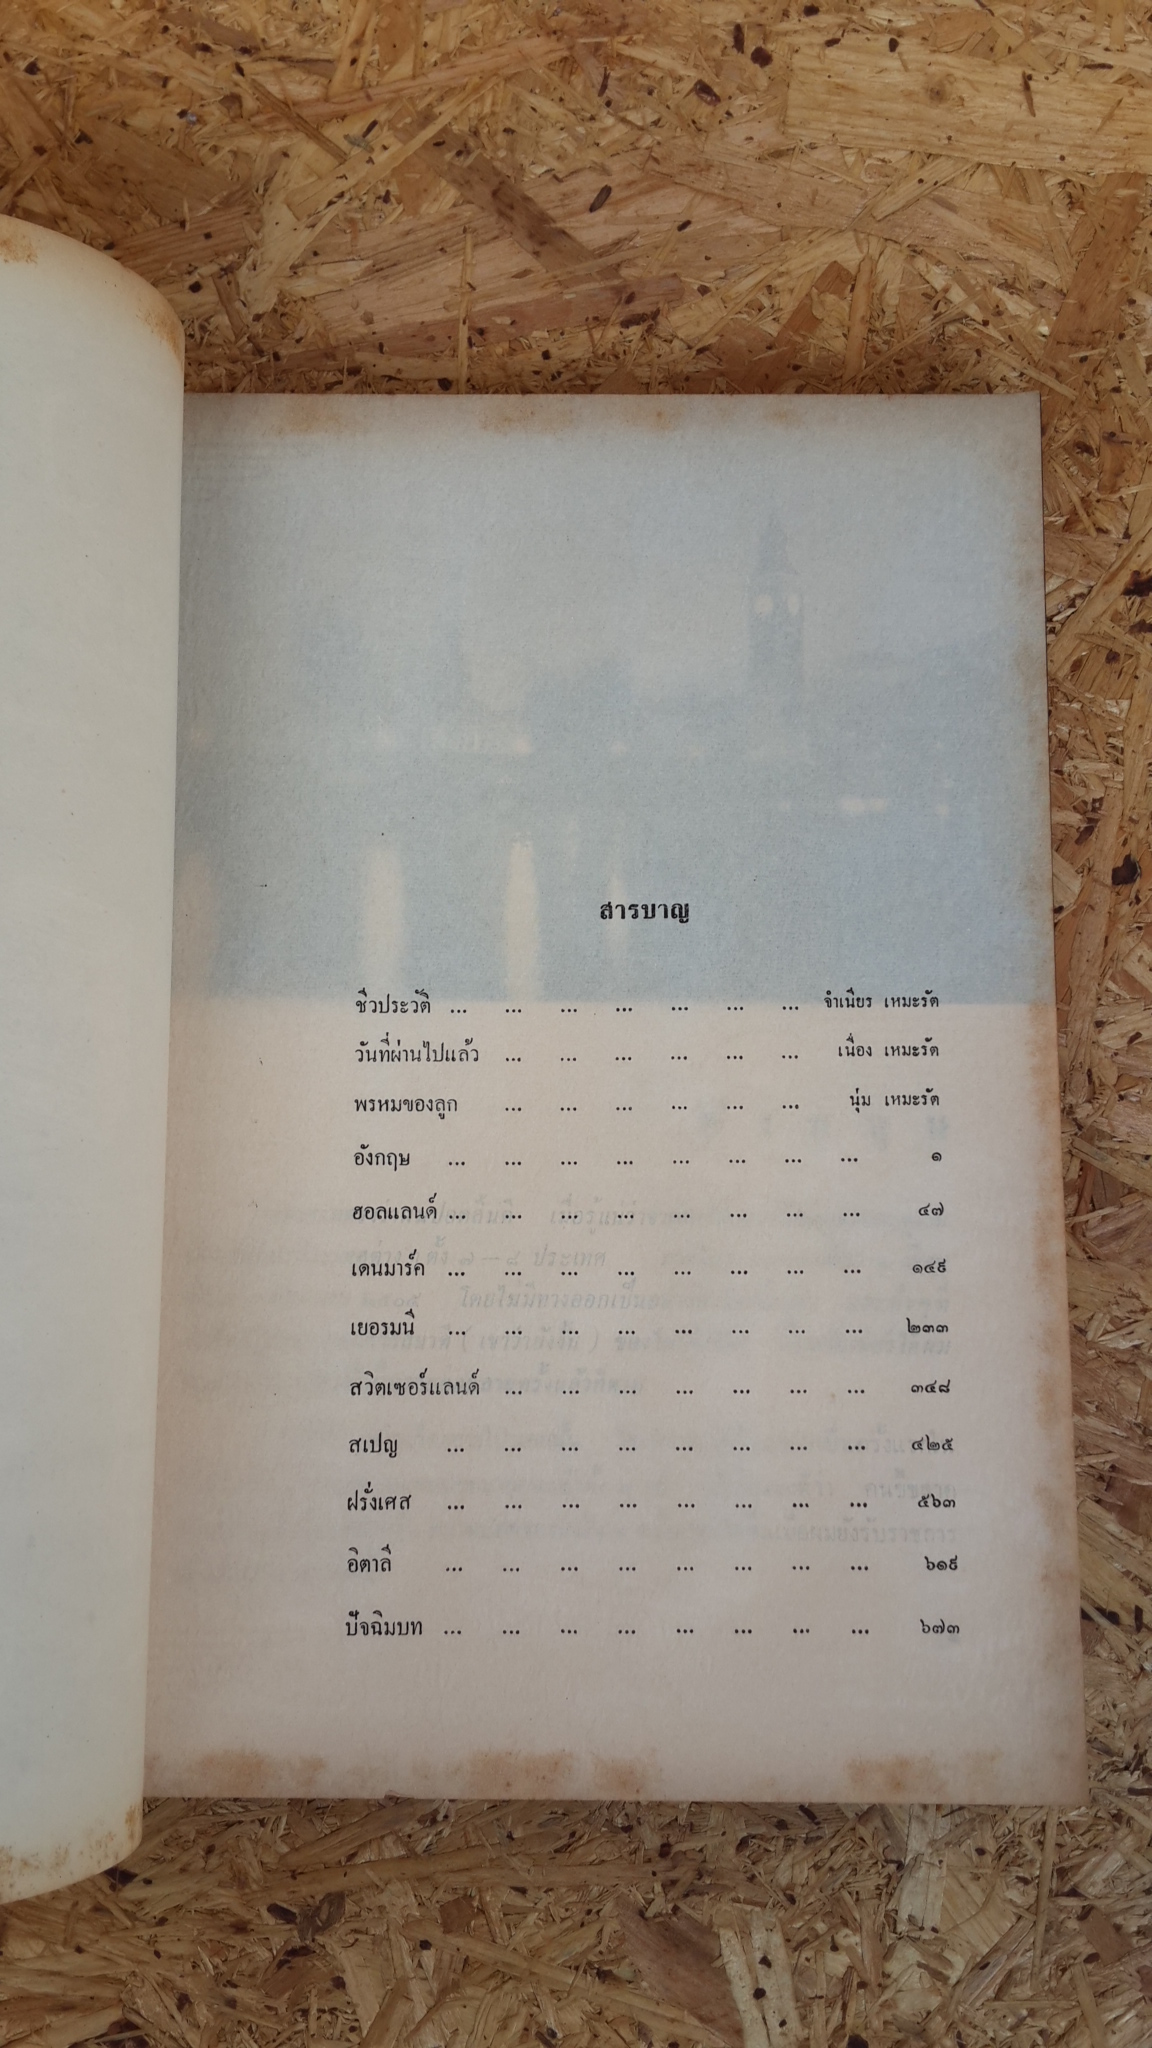 สารบาญ
ชีวประวัติ ... ... ... ... ... ... ... จำเนียร เหมะรัต
วันที่ผ่านไปแล้ว ... ... ... ... ... ... เนื่อง เหมะรัต
พรหมของลูก ... ... ... ... ... ... นุ่ม เหมะรัต
อังกฤษ ... ... ... ... ... ... ... ... ๑
ฮอลแลนด์ ... ... ... ... ... ... ... ... ๔๗
เดนมาร์ค ... ... ... ... ... ... ... ... ๑๔๙
เยอรมนี ... ... ... ... ... ... ... ... ๒๓๓
สวิตเซอร์แลนด์ ... ... ... ... ... ... ... ๓๔๘
สเปญ ... ... ... ... ... ... ... ... ๔๒๕
ฝรั่งเศส ... ... ... ... ... ... ... ... ๕๖๓
อิตาลี ... ... ... ... ... ... ... ... ๖๑๙
ปัจฉิมบท ... ... ... ... ... ... ... ... ๖๗๓